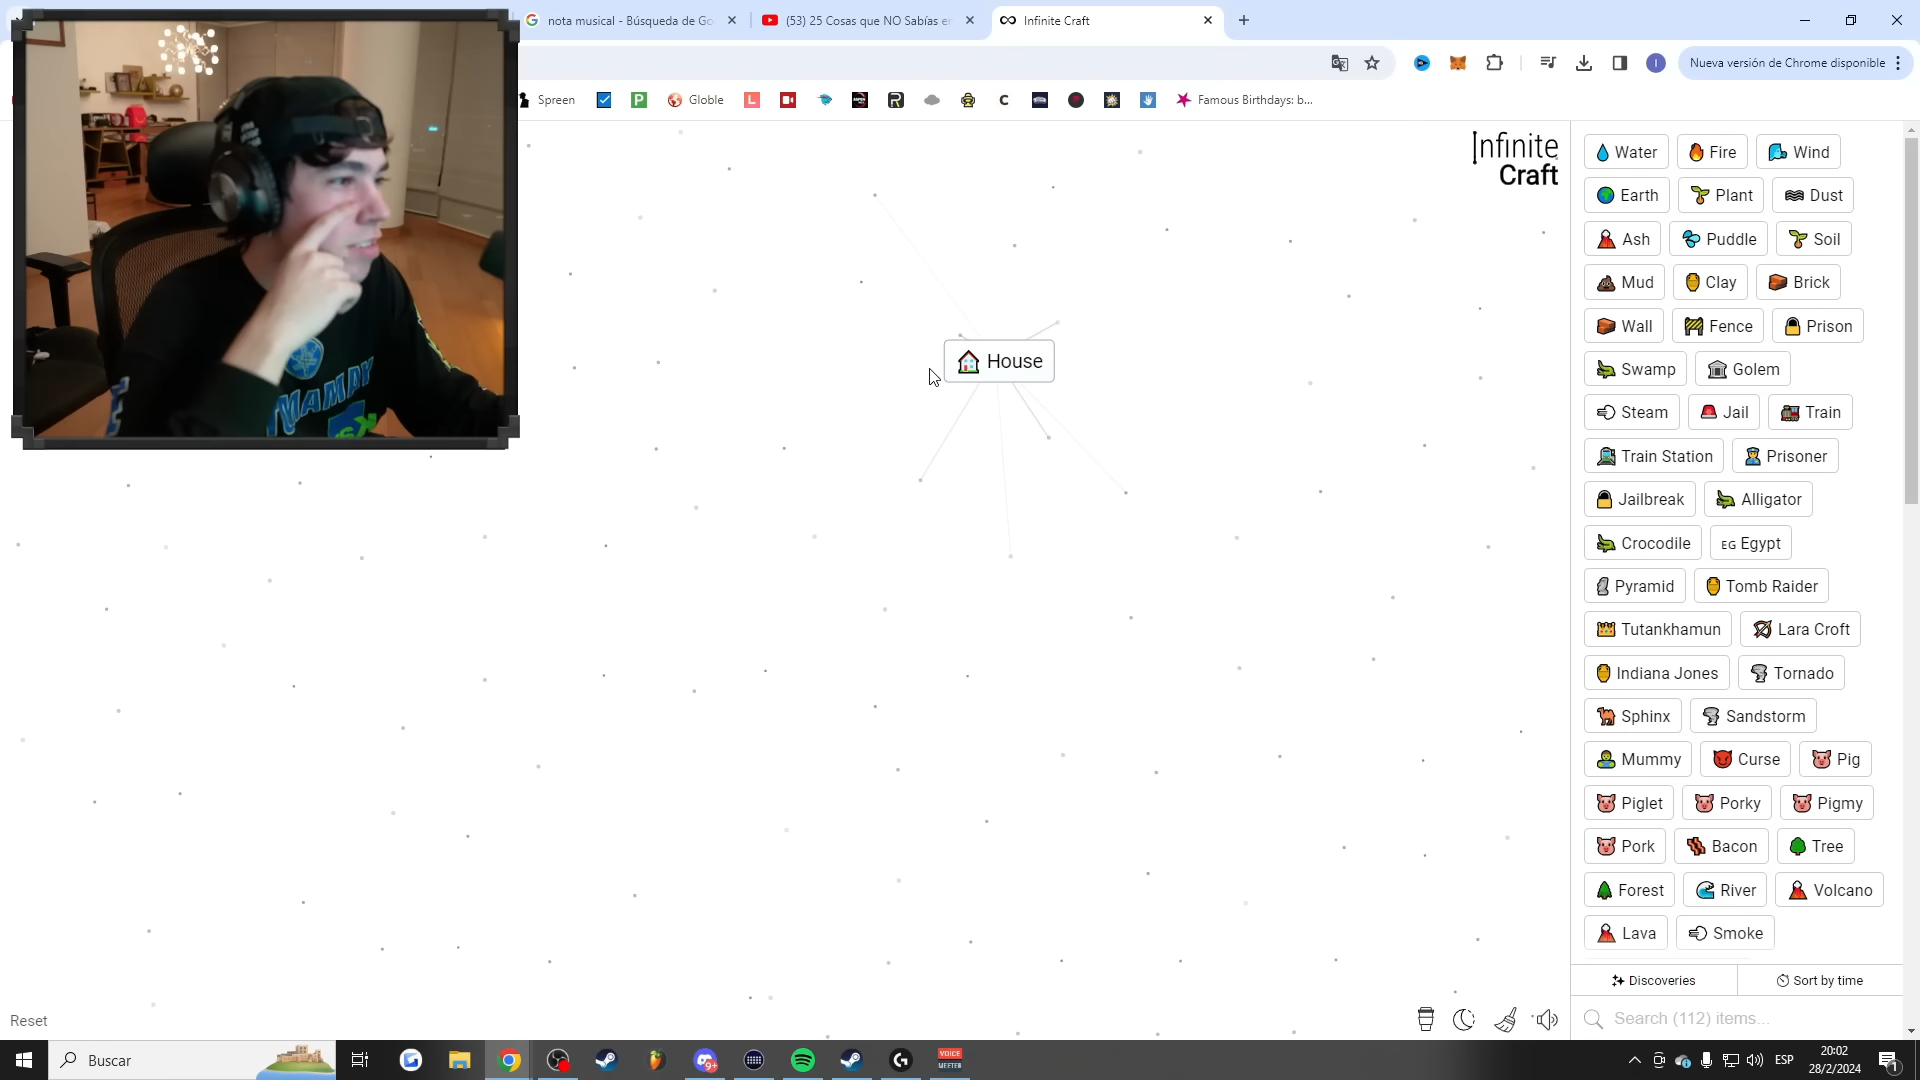 nota musical - Búsqueda de Go
(53) 25 Cosas que NO Sabías e
Infinite Craft
Nueva versión de Chrome disponible
Spreen
Globle
Famous Birthdays: b...
Infinite
Craft
House
Water Fire Wind
Earth Plant Dust
Ash Puddle Soil
Mud Clay Brick
Wall Fence Prison
Swamp Golem
Steam Jail Train
Train Station Prisoner
Jailbreak Alligator
Crocodile EG Egypt
Pyramid Tomb Raider
Tutankhamun Lara Croft
Indiana Jones Tornado
Sphinx Sandstorm
Mummy Curse Pig
Piglet Porky Pigmy
Pork Bacon Tree
Forest River Volcano
Lava Smoke
Discoveries Sort by time
Search (112) items...
Reset
Buscar
9+
VOICE
MEETER
ESP
20:02
28/2/2024
1